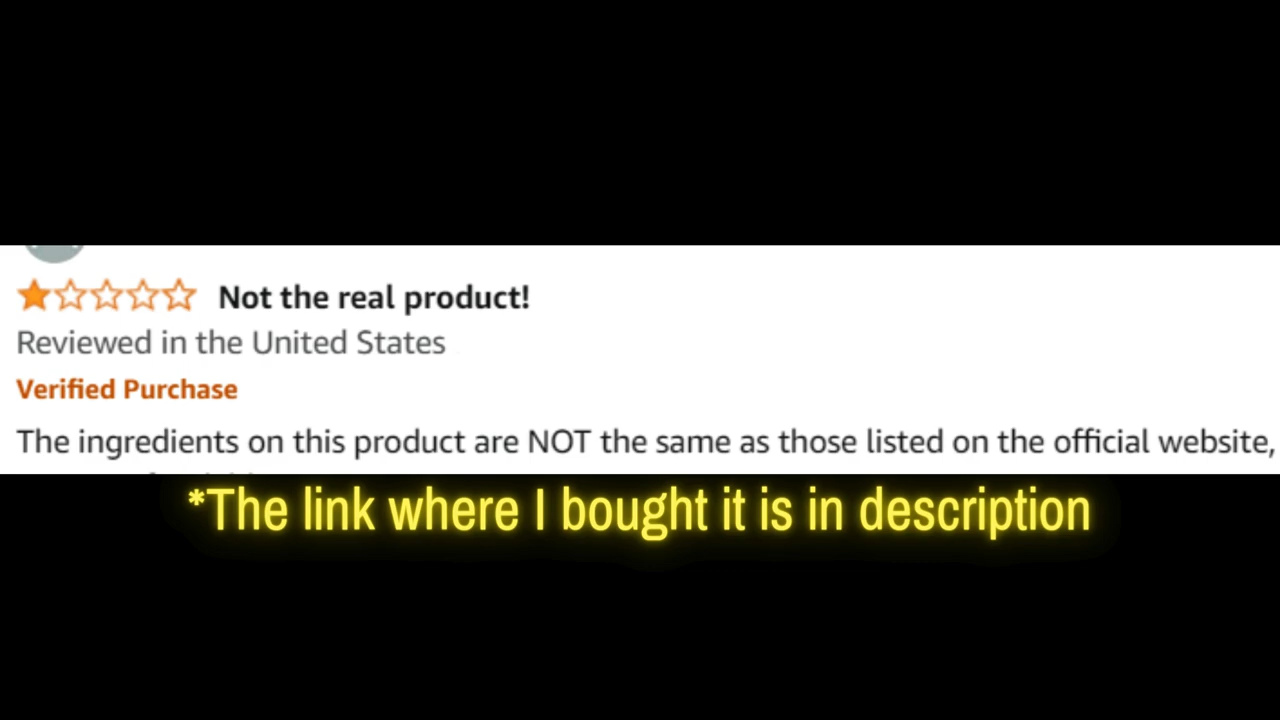 Not the real product!
Reviewed in the United States
Verified Purchase
The ingredients on this product are NOT the same as those listed on the official website,
*The link where I bought it is in description